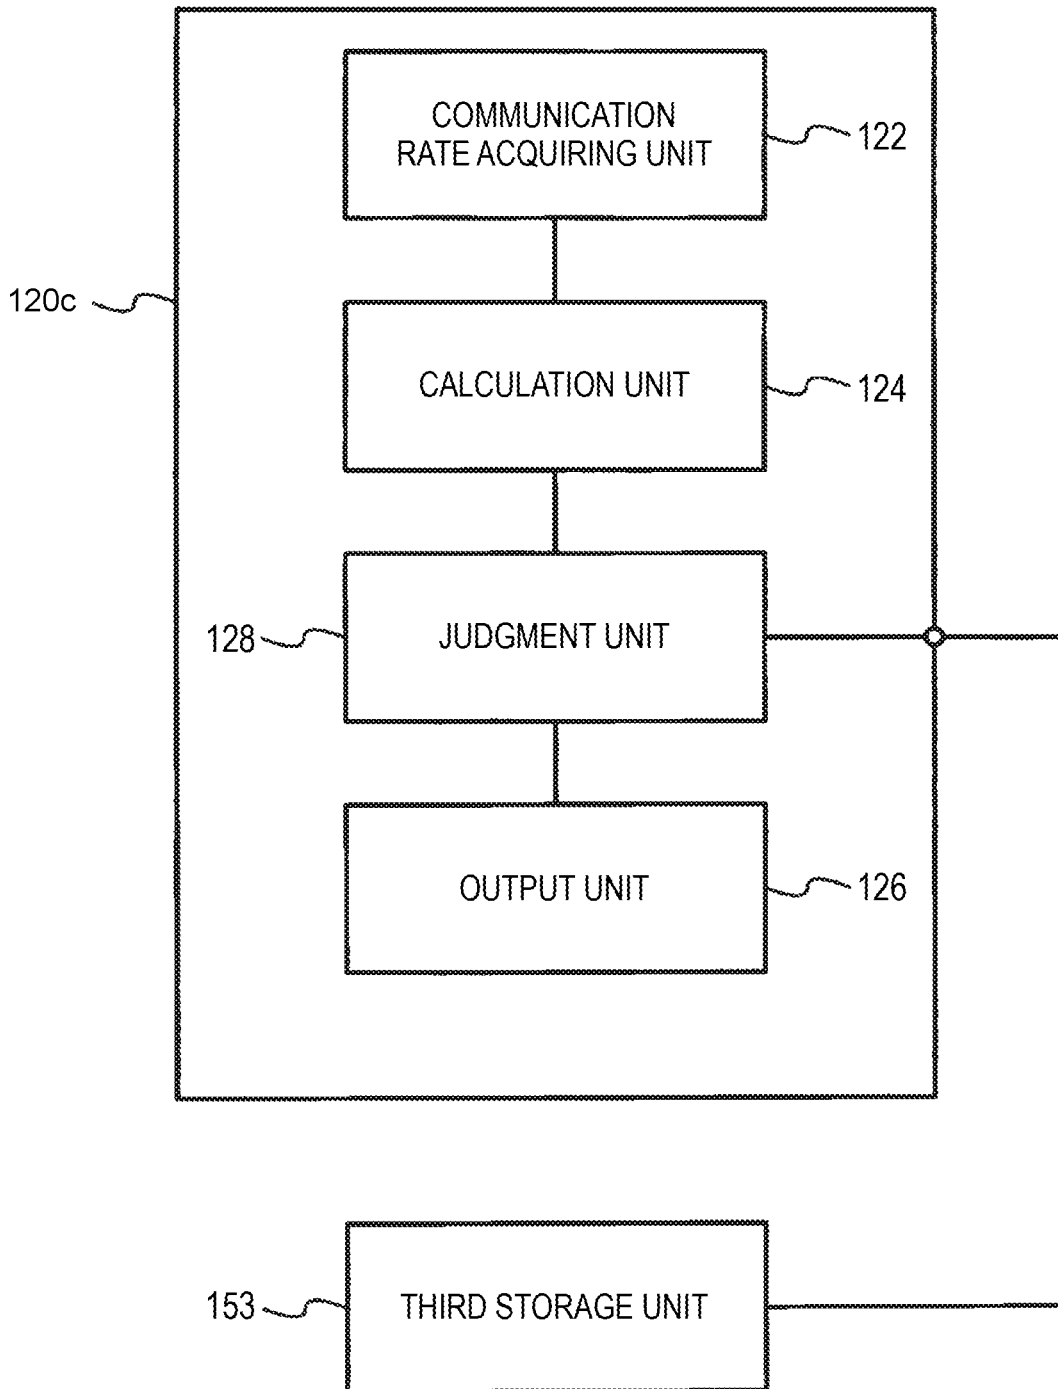 COMMUNICATION
RATE ACQUIRING UNIT
122
120c
CALCULATION UNIT
124
128
JUDGMENT UNIT
OUTPUT UNIT
126
153
THIRD STORAGE UNIT